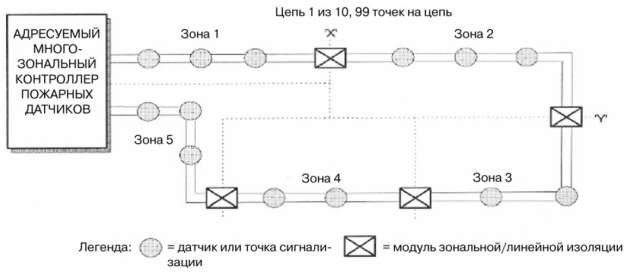 Цепь 1 из 10, 99 точек на цепь
АДРЕСУЕМЫЙ
МНОГО-
ЗОНАЛЬНЫЙ
КОНТРОЛЛЕР
ПОЖАРНЫХ
ДАТЧИКОВ
Зона 1
"X"
Зона 2
"Y"
Зона 5
Зона 4
Зона 3
Легенда: = датчик или точка сигнали-
зации
= модуль зональной/линейной изоляции